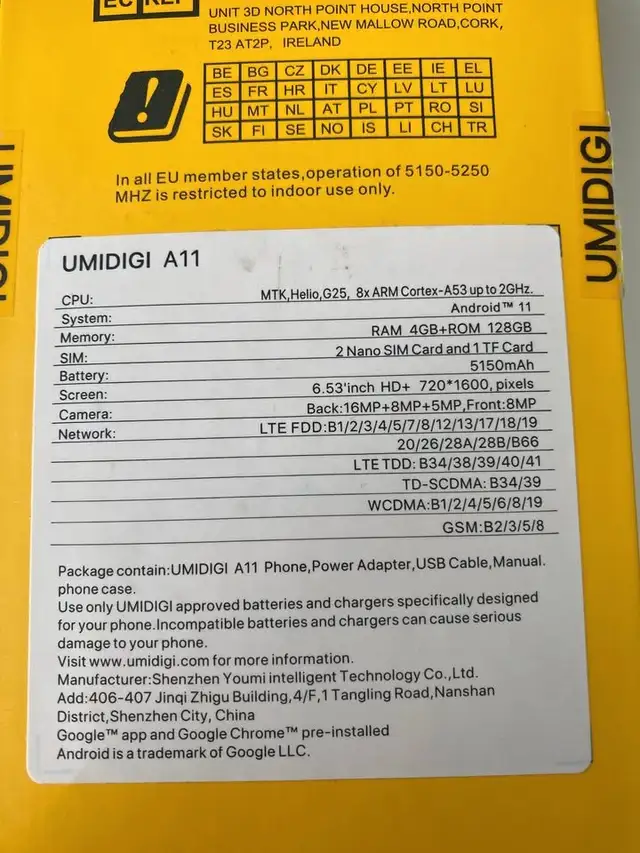 EC REP
UNIT 3D NORTH POINT HOUSE,NORTH POINT
BUSINESS PARK,NEW MALLOW ROAD,CORK,
T23 AT2P, IRELAND
BE BG CZ DK DE EE IE EL
ES FR HR IT CY LV LT LU
HU MT NL AT PL PT RO SI
SK FI SE NO IS LI CH TR
In all EU member states,operation of 5150-5250
MHZ is restricted to indoor use only.
UMIDIGI
UMIDIGI
UMIDIGI A11
CPU: MTK,Helio,G25, 8x ARM Cortex-A53 up to 2GHz.
System: Android™ 11
Memory: RAM 4GB+ROM 128GB
SIM: 2 Nano SIM Card and 1 TF Card
Battery: 5150mAh
Screen: 6.53'inch HD+ 720*1600, pixels
Camera: Back:16MP+8MP+5MP,Front:8MP
Network: LTE FDD:B1/2/3/4/5/7/8/12/13/17/18/19
20/26/28A/28B/B66
LTE TDD: B34/38/39/40/41
TD-SCDMA: B34/39
WCDMA:B1/2/4/5/6/8/19
GSM:B2/3/5/8
Package contain:UMIDIGI A11 Phone,Power Adapter,USB Cable,Manual.
phone case.
Use only UMIDIGI approved batteries and chargers specifically designed
for your phone.Incompatible batteries and chargers can cause serious
damage to your phone.
Visit www.umidigi.com for more information.
Manufacturer:Shenzhen Youmi intelligent Technology Co.,Ltd.
Add:406-407 Jinqi Zhigu Building,4/F,1 Tangling Road,Nanshan
District,Shenzhen City, China
Google™ app and Google Chrome™ pre-installed
Android is a trademark of Google LLC.